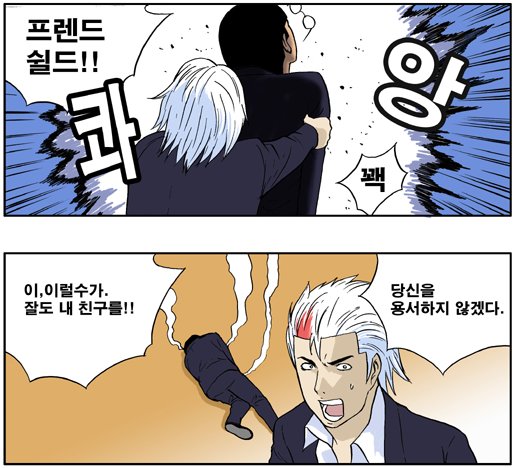 프렌드
쉴드!!
콰
앙
꽥
이,이럴수가.
잘도 내 친구를!!
당신을
용서하지 않겠다.